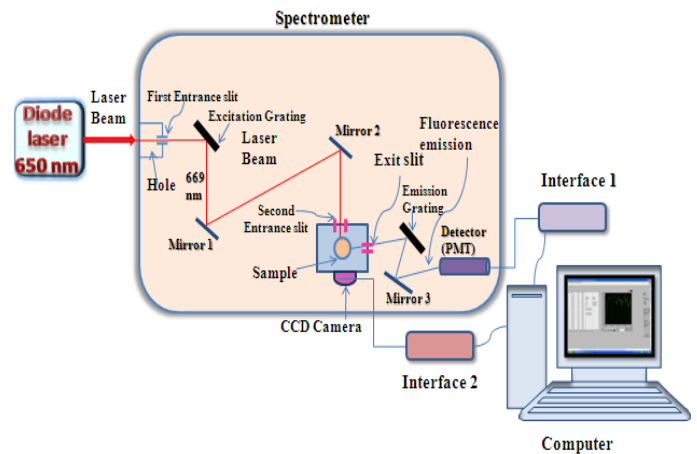 Spectrometer
Laser
Beam
First Entrance slit
Excitation Grating
Diode
laser
650 nm
Laser
Beam
Mirror 2
Fluorescence
emission
Exit slit
Hole
669
nm
Emission
Grating
Interface 1
Second
Entrance slit
Detector
(PMT)
Mirror 1
Sample
Mirror 3
CCD Camera
Interface 2
Computer